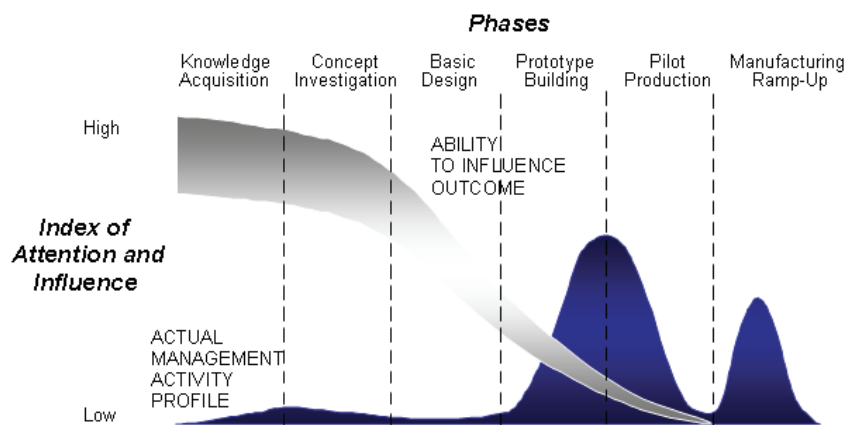 Phases
Knowledge
Acquisition
Concept
Investigation
Basic
Design
Prototype
Building
Pilot
Production
Manufacturing
Ramp-Up
High
ABILITY
TO INFLUENCE
OUTCOME
Index of
Attention and
Influence
ACTUAL
MANAGEMENT
ACTIVITY
PROFILE
Low